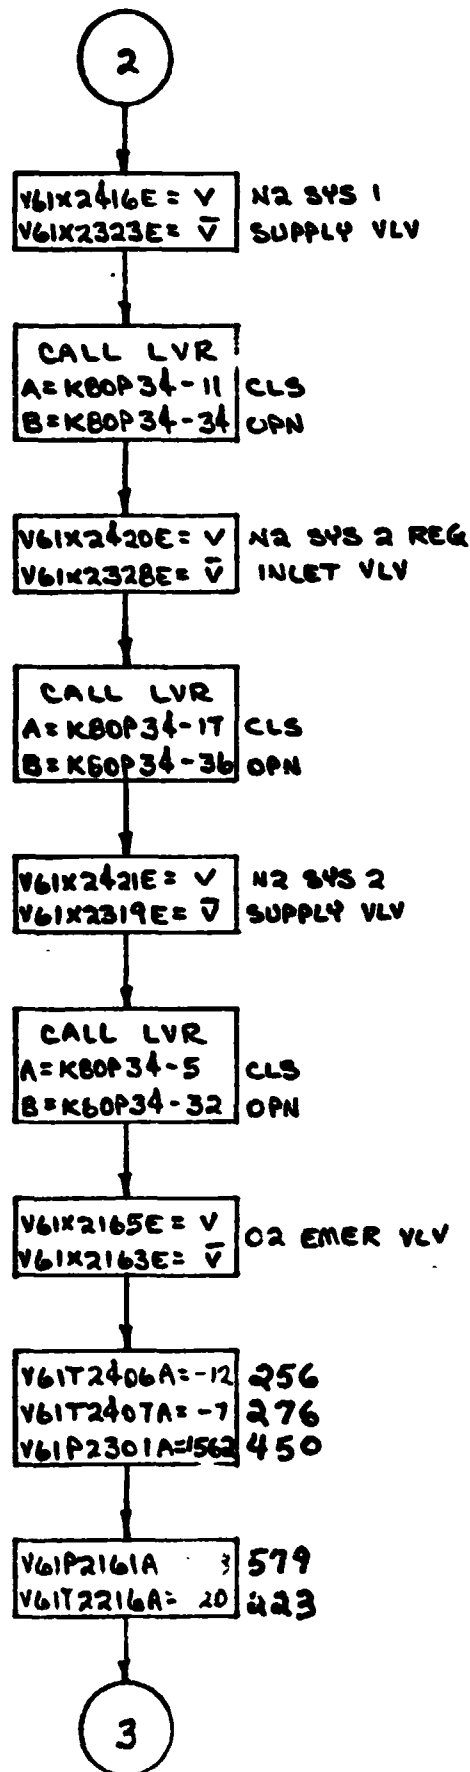 2
V61X2416E = V N2 SYS 1
V61X2323E = V̅ SUPPLY VLV
CALL LVR
A=K80P34-11 CLS
B=K80P34-34 OPN
V61X2420E = V N2 SYS 2 REG
V61X2328E = V̅ INLET VLV
CALL LVR
A=K80P34-17 CLS
B=K60P34-36 OPN
V61X2421E = V N2 SYS 2
V61X2319E = V̅ SUPPLY VLV
CALL LVR
A=K80P34-5 CLS
B=K60P34-32 OPN
V61X2165E = V O2 EMER VLV
V61X2163E = V̅
V61T2406A=-12 256
V61T2407A= -7 276
V61P2301A=1562 450
V61P2161A 3 579
V61T2216A= 20
3